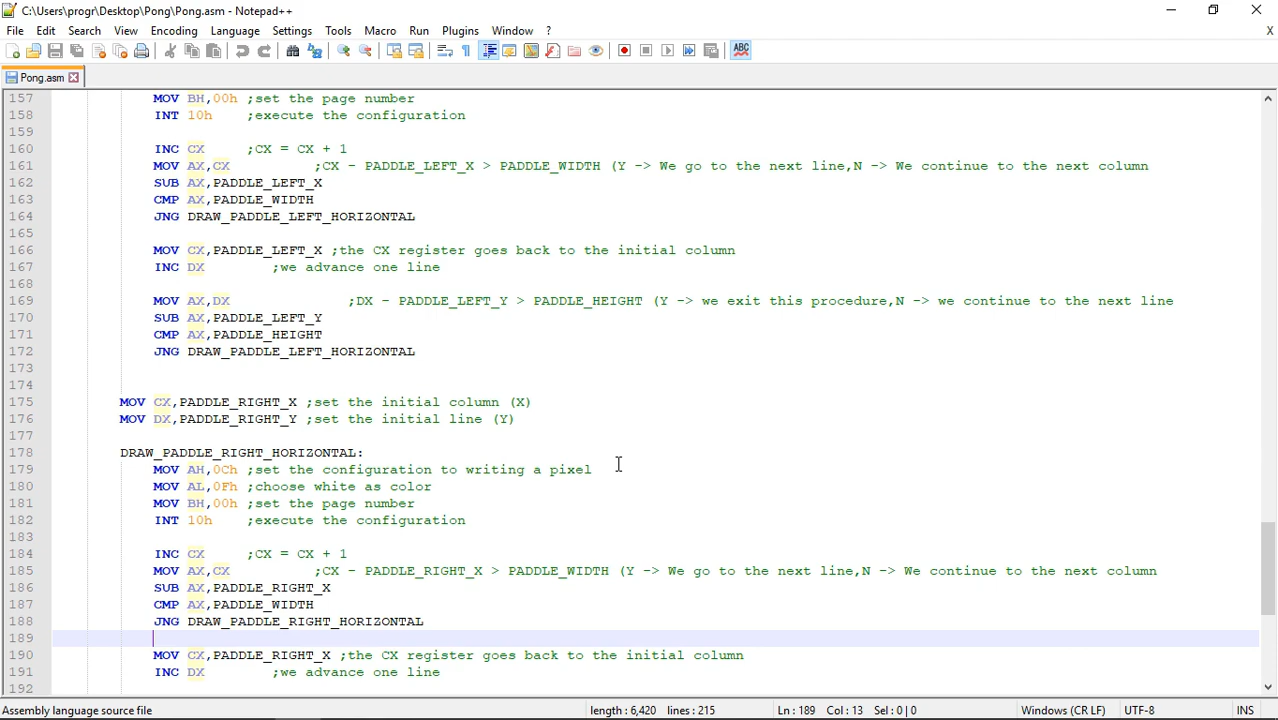 C:\Users\progr\Desktop\Pong\Pong.asm - Notepad++
File Edit Search View Encoding Language Settings Tools Macro Run Plugins Window ? X
Pong.asm
157 MOV BH,00h ;set the page number
158 INT 10h ;execute the configuration
159
160 INC CX ;CX = CX + 1
161 MOV AX,CX ;CX - PADDLE_LEFT_X > PADDLE_WIDTH (Y -> We go to the next line,N -> We continue to the next column
162 SUB AX,PADDLE_LEFT_X
163 CMP AX,PADDLE_WIDTH
164 JNG DRAW_PADDLE_LEFT_HORIZONTAL
165
166 MOV CX,PADDLE_LEFT_X ;the CX register goes back to the initial column
167 INC DX ;we advance one line
168
169 MOV AX,DX ;DX - PADDLE_LEFT_Y > PADDLE_HEIGHT (Y -> we exit this procedure,N -> we continue to the next line
170 SUB AX,PADDLE_LEFT_Y
171 CMP AX,PADDLE_HEIGHT
172 JNG DRAW_PADDLE_LEFT_HORIZONTAL
173
174
175 MOV CX,PADDLE_RIGHT_X ;set the initial column (X)
176 MOV DX,PADDLE_RIGHT_Y ;set the initial line (Y)
177
178 DRAW_PADDLE_RIGHT_HORIZONTAL:
179 MOV AH,0Ch ;set the configuration to writing a pixel
180 MOV AL,0Fh ;choose white as color
181 MOV BH,00h ;set the page number
182 INT 10h ;execute the configuration
183
184 INC CX ;CX = CX + 1
185 MOV AX,CX ;CX - PADDLE_RIGHT_X > PADDLE_WIDTH (Y -> We go to the next line,N -> We continue to the next column
186 SUB AX,PADDLE_RIGHT_X
187 CMP AX,PADDLE_WIDTH
188 JNG DRAW_PADDLE_RIGHT_HORIZONTAL
189
190 MOV CX,PADDLE_RIGHT_X ;the CX register goes back to the initial column
191 INC DX ;we advance one line
192
Assembly language source file length : 6,420 lines : 215 Ln : 189 Col : 13 Sel : 0 | 0 Windows (CR LF) UTF-8 INS